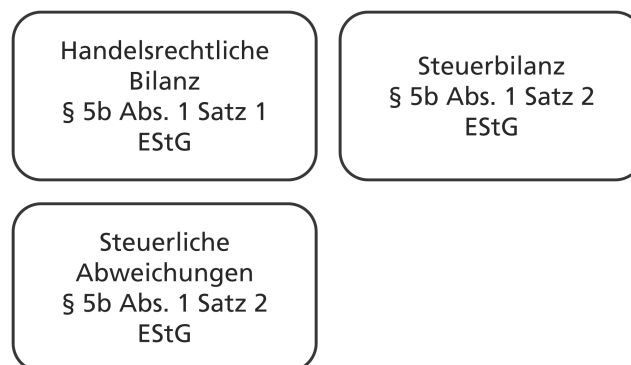 Handelsrechtliche
Bilanz
§ 5b Abs. 1 Satz 1
EStG
Steuerbilanz
§ 5b Abs. 1 Satz 2
EStG
Steuerliche
Abweichungen
§ 5b Abs. 1 Satz 2
EStG